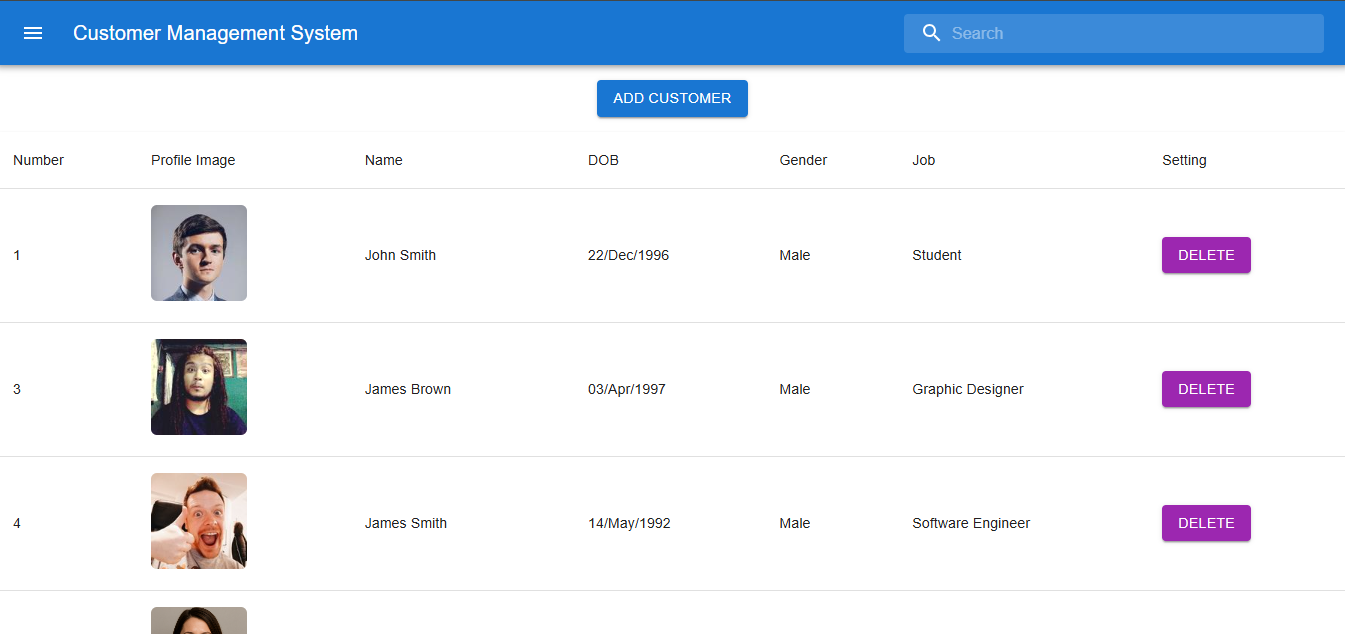 Customer Management System Search
ADD CUSTOMER
Number Profile Image Name DOB Gender Job Setting
1 John Smith 22/Dec/1996 Male Student DELETE
3 James Brown 03/Apr/1997 Male Graphic Designer DELETE
4 James Smith 14/May/1992 Male Software Engineer DELETE